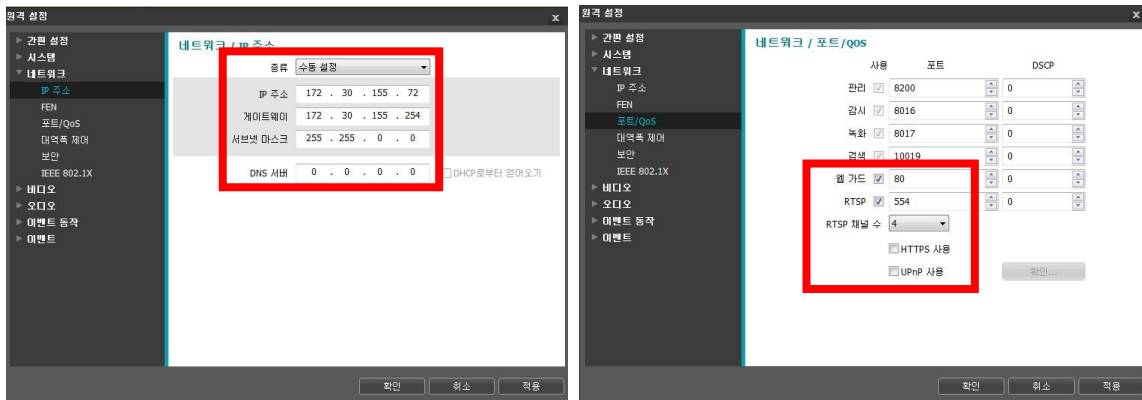 원격 설정
x
간편 설정
시스템
네트워크
IP 주소
FEN
포트/QoS
대역폭 제어
보안
IEEE 802.1X
비디오
오디오
이벤트 동작
이벤트
네트워크 / IP 주소
종류 수동 설정
IP 주소 172 . 30 . 155 . 72
게이트웨이 172 . 30 . 155 . 254
서브넷 마스크 255 . 255 . 0 . 0
DNS 서버 0 . 0 . 0 . 0 DHCP로부터 얻어오기
확인 취소 적용
원격 설정
x
간편 설정
시스템
네트워크
IP 주소
FEN
포트/QoS
대역폭 제어
보안
IEEE 802.1X
비디오
오디오
이벤트 동작
이벤트
네트워크 / 포트/QoS
사용 포트 DSCP
관리 8200 0
감시 8016 0
녹화 8017 0
검색 10019 0
웹 가드 80 0
RTSP 554 0
RTSP 채널 수 4
HTTPS 사용
UPnP 사용 확인...
확인 취소 적용